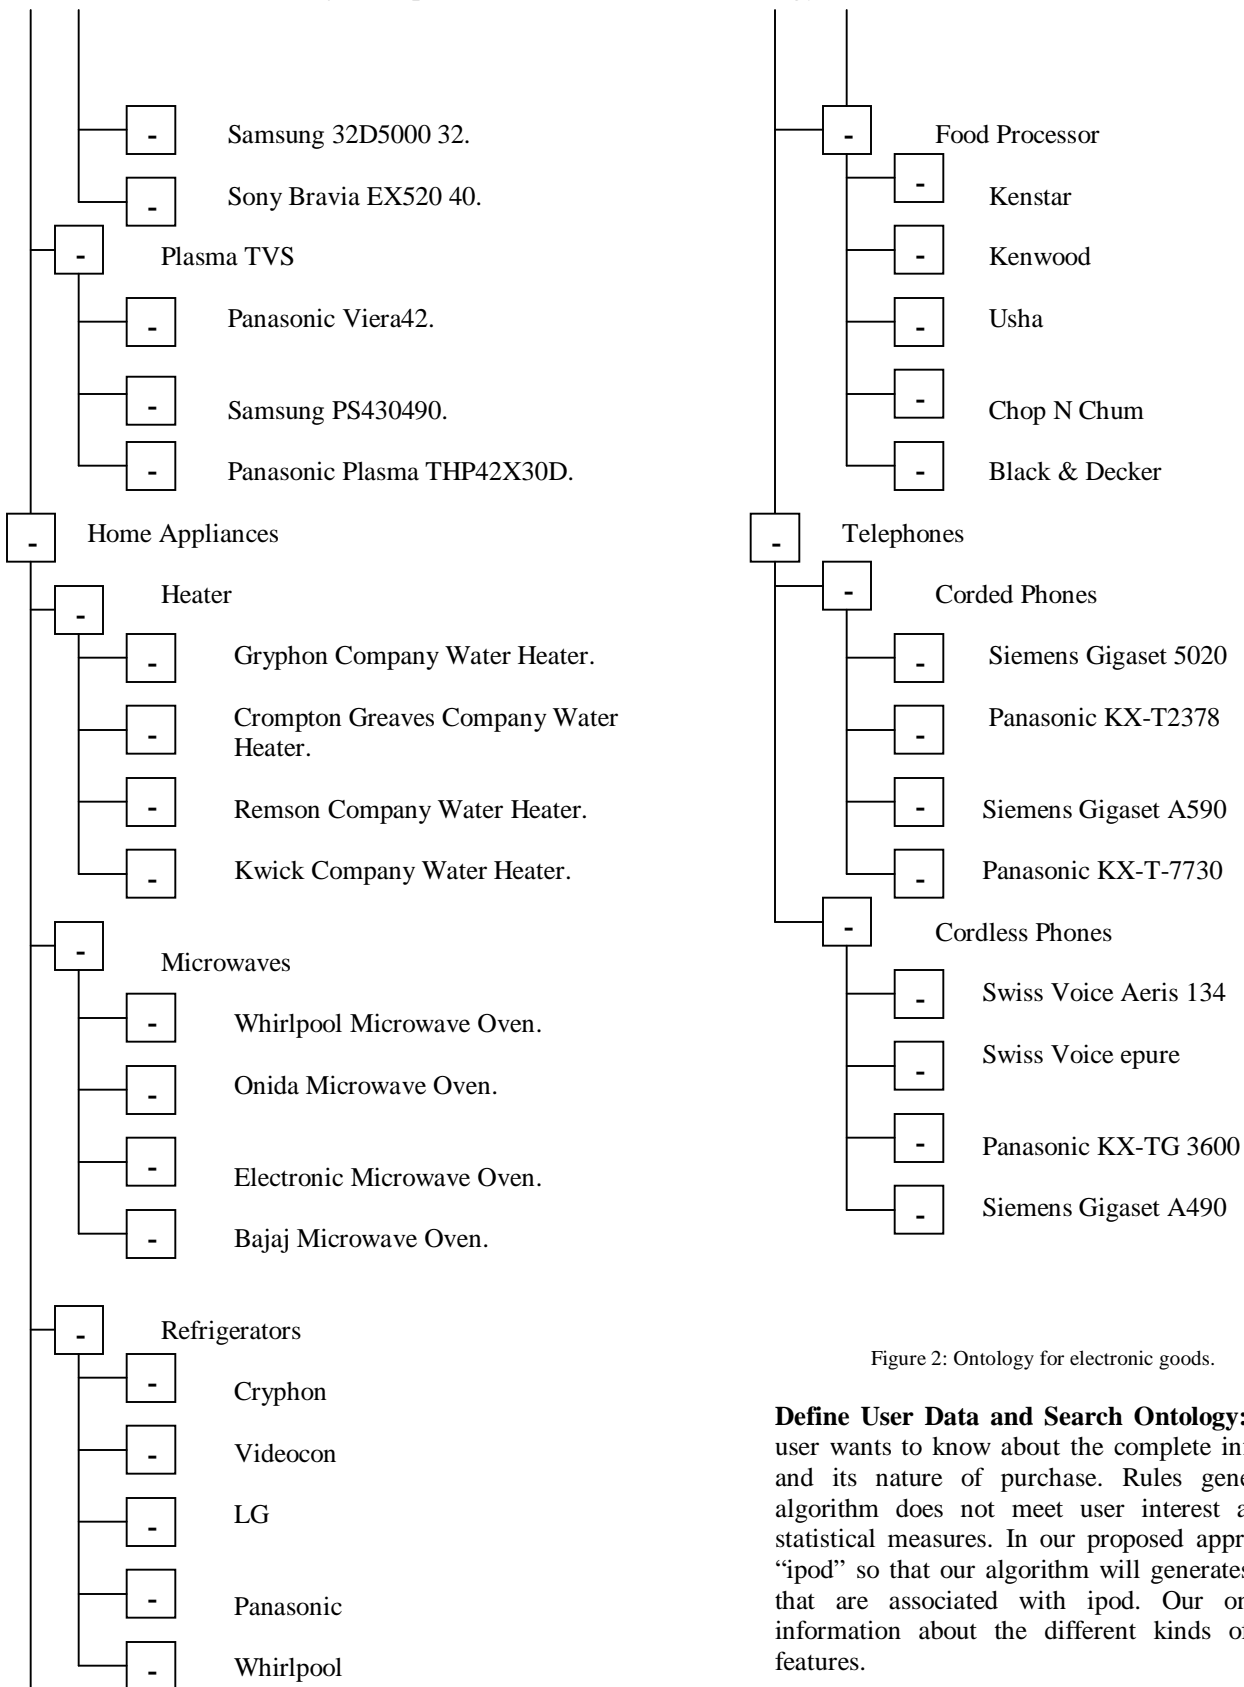 - Samsung 32D5000 32.
- Sony Bravia EX520 40.
- Plasma TVS
- Panasonic Viera42.
- Samsung PS430490.
- Panasonic Plasma THP42X30D.
- Home Appliances
- Heater
- Gryphon Company Water Heater.
- Crompton Greaves Company Water
Heater.
- Remson Company Water Heater.
- Kwick Company Water Heater.
- Microwaves
- Whirlpool Microwave Oven.
- Onida Microwave Oven.
- Electronic Microwave Oven.
- Bajaj Microwave Oven.
- Refrigerators
- Cryphon
- Videocon
- LG
- Panasonic
- Whirlpool
- Food Processor
- Kenstar
- Kenwood
- Usha
- Chop N Chum
- Black & Decker
- Telephones
- Corded Phones
- Siemens Gigaset 5020
- Panasonic KX-T2378
- Siemens Gigaset A590
- Panasonic KX-T-7730
- Cordless Phones
- Swiss Voice Aeris 134
- Swiss Voice epure
- Panasonic KX-TG 3600
- Siemens Gigaset A490
Figure 2: Ontology for electronic goods.
Define User Data and Search Ontology:
user wants to know about the complete
and its nature of purchase. Rules
algorithm does not meet user interest
statistical measures. In our proposed
"ipod" so that our algorithm will generates
that are associated with ipod. Our
information about the different kinds
features.